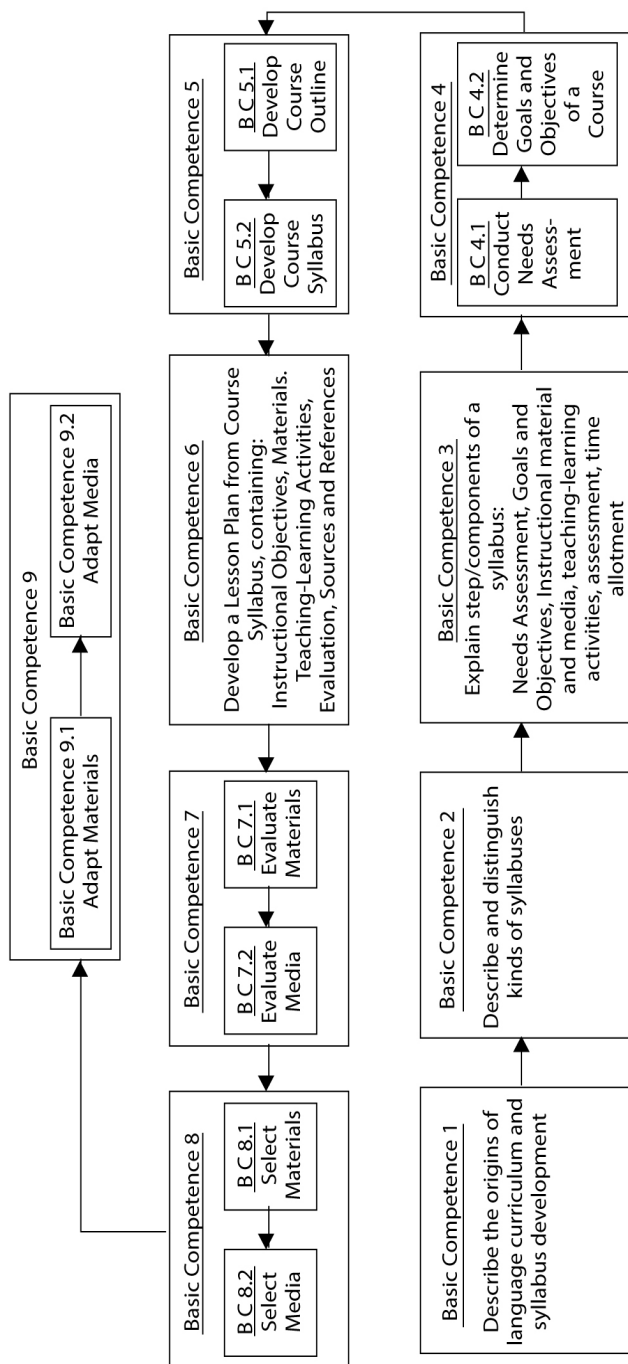 Basic Competence 9
Basic Competence 9.1
Adapt Materials
Basic Competence 9.2
Adapt Media
Basic Competence 8
B C 8.2
Select
Media
B C 8.1
Select
Materials
Basic Competence 7
B C 7.2
Evaluate
Media
B C 7.1
Evaluate
Materials
Basic Competence 6
Develop a Lesson Plan from Course
Syllabus, containing:
Instructional Objectives, Materials.
Teaching-Learning Activities,
Evaluation, Sources and References
Basic Competence 5
B C 5.2
Develop
Course
Syllabus
B C 5.1
Develop
Course
Outline
Basic Competence 1
Describe the origins of
language curriculum and
syllabus development
Basic Competence 2
Describe and distinguish
kinds of syllabuses
Basic Competence 3
Explain step/components of a
syllabus:
Needs Assessment, Goals and
Objectives, Instructional material
and media, teaching-learning
activities, assessment, time
allotment
Basic Competence 4
B C 4.1
Conduct
Needs
Assess-
ment
B C 4.2
Determine
Goals and
Objectives
of a
Course